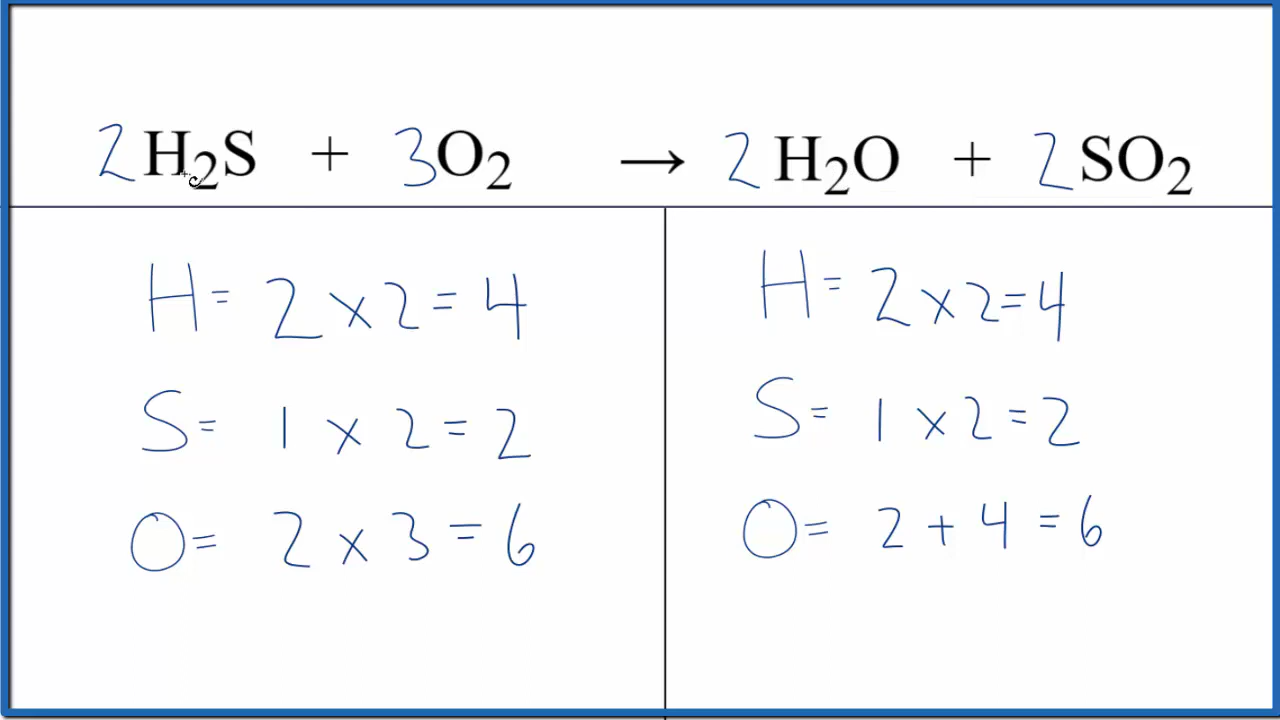 2H₂S + 3O₂ → 2H₂O + 2SO₂
H = 2 x 2 = 4
S = 1 x 2 = 2
O = 2 x 3 = 6
H = 2 x 2 = 4
S = 1 x 2 = 2
O = 2 + 4 = 6